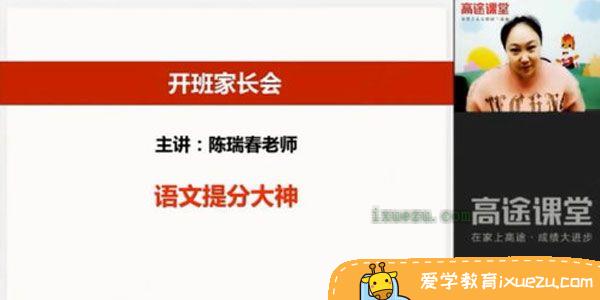 开班家长会
主讲：陈瑞春老师
语文提分大神
高途课堂
ixuezu.com
高途课堂
在家上高途·成绩大进步
爱学教育ixuezu.com